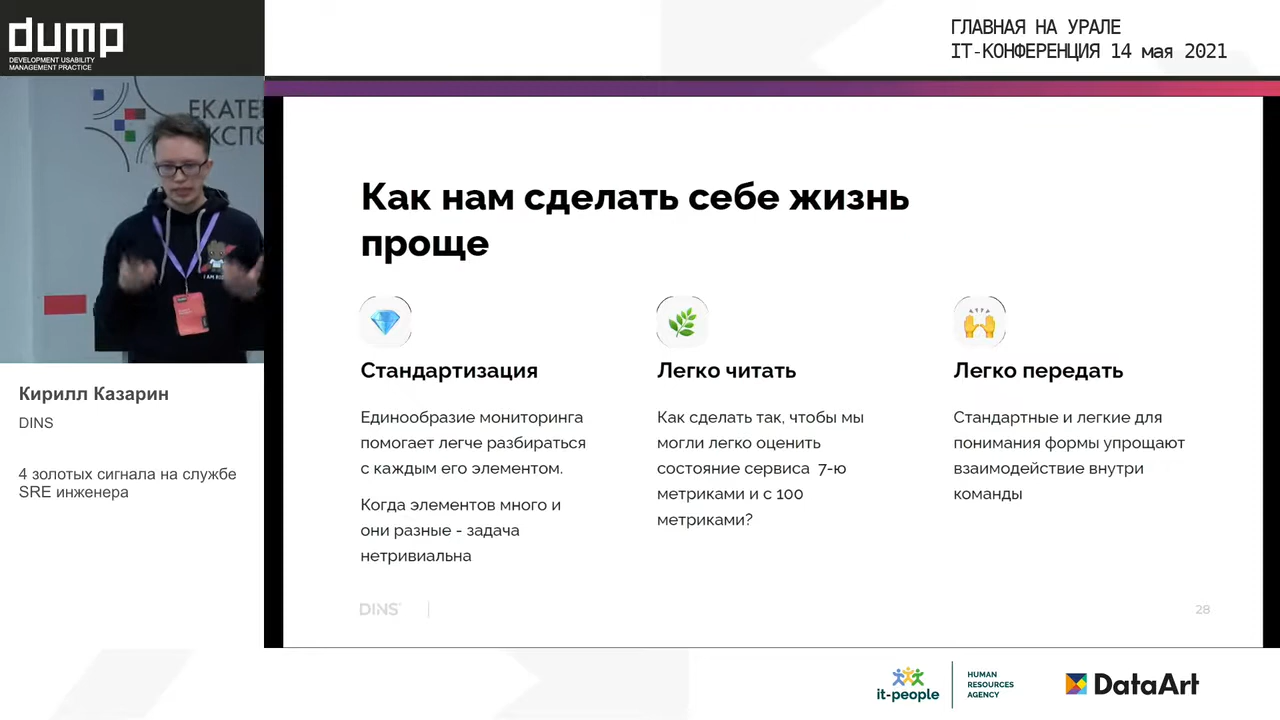 dump
DEVELOPMENT USABILITY
MANAGEMENT PRACTICE
ГЛАВНАЯ НА УРАЛЕ
IT-КОНФЕРЕНЦИЯ 14 мая 2021
Как нам сделать себе жизнь
проще
Стандартизация
Единообразие мониторинга
помогает легче разбираться
с каждым его элементом.
Когда элементов много и
они разные - задача
нетривиальна
Легко читать
Как сделать так, чтобы мы
могли легко оценить
состояние сервиса 7-ю
метриками и с 100
метриками?
Легко передать
Стандартные и легкие для
понимания формы упрощают
взаимодействие внутри
команды
DINS
28
Кирилл Казарин
DINS
4 золотых сигнала на службе
SRE инженера
it-people
HUMAN
RESOURCES
AGENCY
DataArt